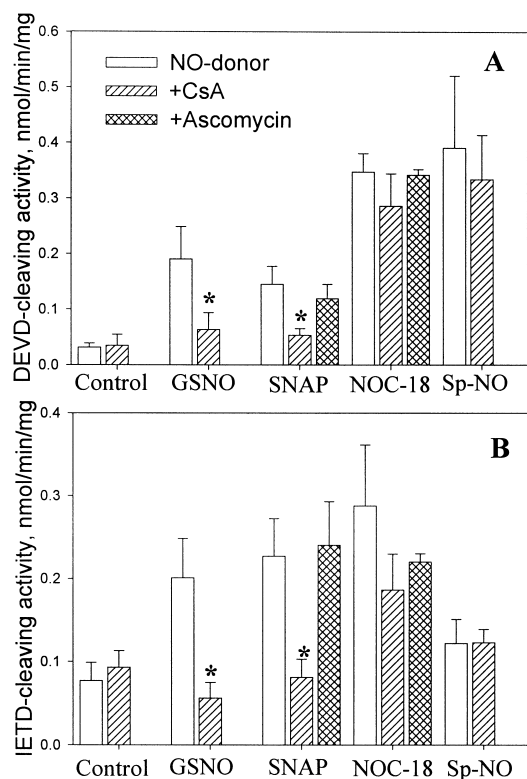 DEVD-cleaving activity, nmol/min/mg
0.6
0.5
0.4
0.3
0.2
0.1
0.0
A
NO-donor
+CsA
+Ascomycin
*
*
Control GSNO SNAP NOC-18 Sp-NO
IETD-cleaving activity, nmol/min/mg
0.4
0.3
0.2
0.1
0.0
B
*
*
Control GSNO SNAP NOC-18 Sp-NO